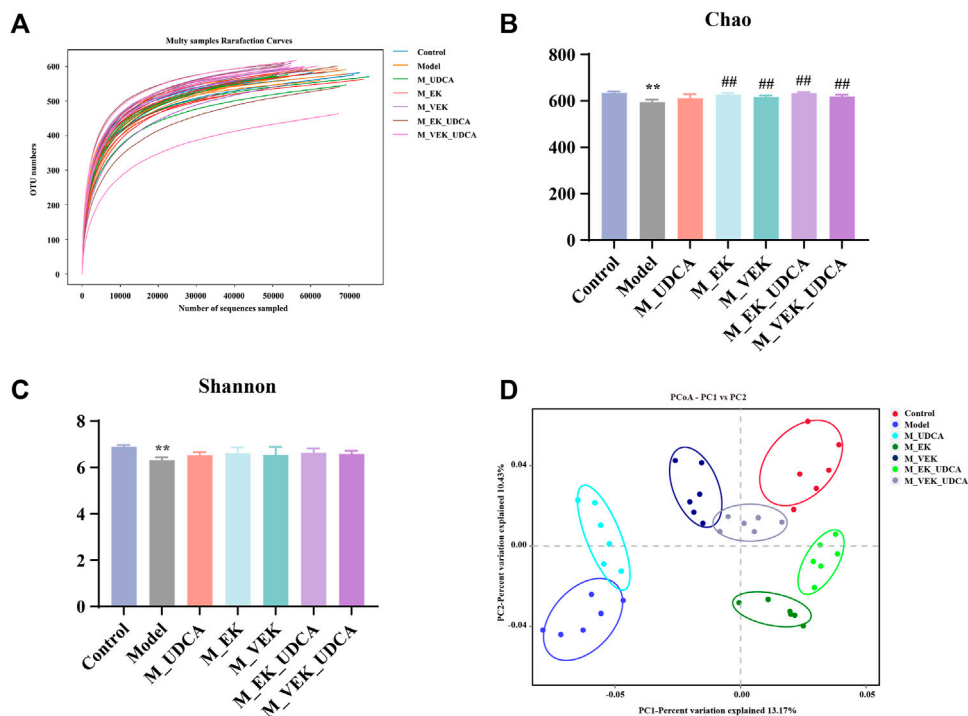 A
Multy samples Rarafaction Curves
600
500
400
300
200
100
0
OTU numbers
0 10000 20000 30000 40000 50000 60000 70000
Number of sequences sampled
Control
Model
M_UDCA
M_EK
M_VEK
M_EK_UDCA
M_VEK_UDCA
B
Chao
800
600
400
200
0
** ## ## ## ##
Control
Model
M_UDCA
M_EK
M_VEK
M_EK_UDCA
M_VEK_UDCA
C
Shannon
8
6
4
2
0
**
Control
Model
M_UDCA
M_EK
M_VEK
M_EK_UDCA
M_VEK_UDCA
D
PCoA - PC1 vs PC2
PC2-Percent variation explained 10.43%
0.04
0.00
-0.04
-0.05 0.00 0.05
PC1-Percent variation explained 13.17%
Control
Model
M_UDCA
M_EK
M_VEK
M_EK_UDCA
M_VEK_UDCA